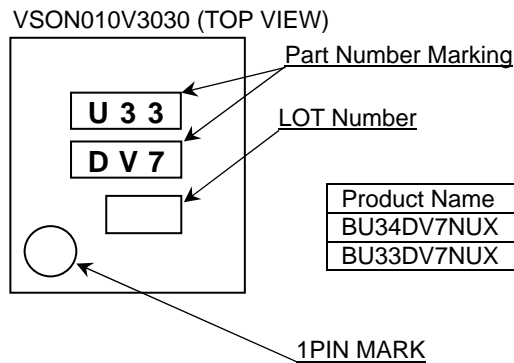 VSON010V3030 (TOP VIEW)
Part Number Marking
U 3 3
LOT Number
D V 7
Product Name
BU34DV7NUX
BU33DV7NUX
1PIN MARK